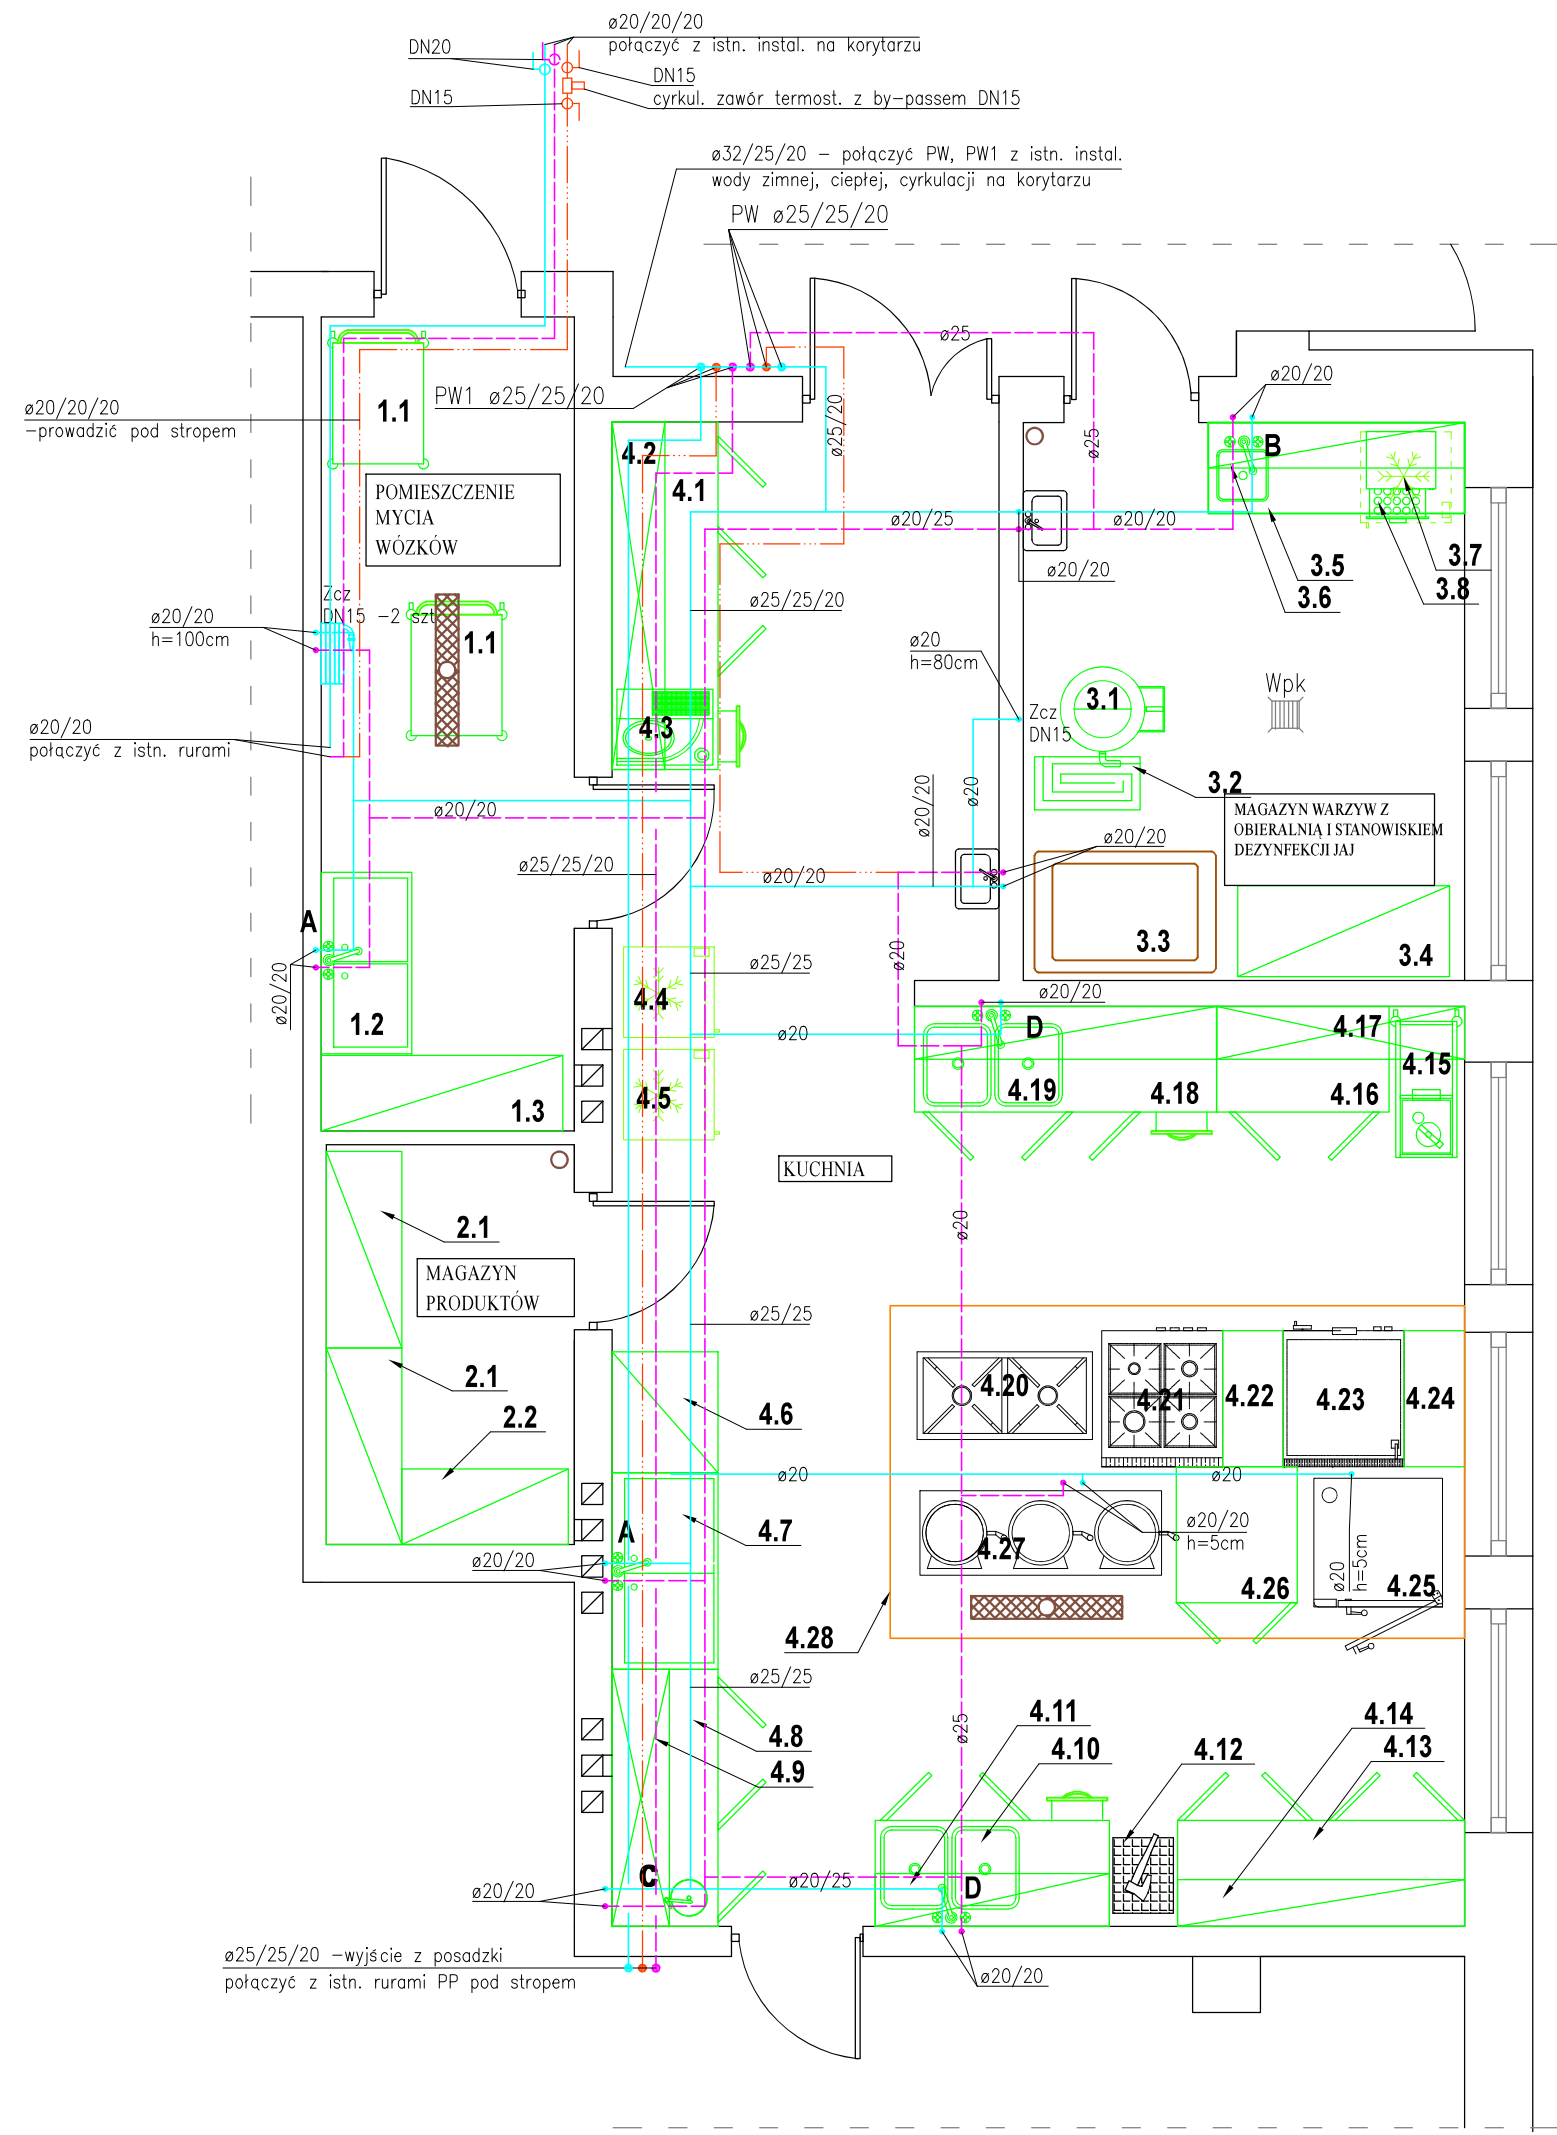 ø20/20/20
połączyć z istn. instal. na korytarzu
DN20
DN15
DN15
cyrkul. zawór termost. z by-passem DN15
ø32/25/20 – połączyć PW, PW1 z istn. instal.
wody zimnej, ciepłej, cyrkulacji na korytarzu
PW ø25/25/20
ø25
PW1 ø25/25/20
ø20/20
ø20/20/20
-prowadzić pod stropem
1.1
ø25/20
ø25
B
4.2
4.1
POMIESZCZENIE
MYCIA
WÓZKÓW
ø20/25
ø20/20
3.7
3.5
3.8
3.6
ø20/20
Zcz
DN15 -2 szt
ø25/25/20
ø20/20
h=100cm
1.1
ø20
h=80cm
Wpk
3.1
Zcz
DN15
4.3
ø20/20
połączyć z istn. rurami
3.2
ø20
ø20/20
ø20/20
MAGAZYN WARZYW Z
OBIERALNIĄ I STANOWISKIEM
DEZYNFEKCJI JAJ
ø20/20
ø25/25/20
ø20/20
A
3.3
3.4
ø20
ø25/25
4.4
ø20/20
ø20/20
1.2
ø20
D
4.17
4.15
4.19
4.18
4.16
4.5
1.3
KUCHNIA
2.1
ø20
MAGAZYN
PRODUKTÓW
ø25/25
2.1
2.2
4.6
4.20
4.21
4.22
4.23
4.24
ø20
ø20
A
4.7
ø20/20
4.27
ø20/20
h=5cm
ø20
h=5cm
4.25
4.26
4.28
ø25/25
4.8
4.9
ø25
4.11
4.10
4.12
4.14
4.13
C
ø20/20
ø20/25
D
ø25/25/20 -wyjście z posadzki
połączyć z istn. rurami PP pod stropem
ø20/20